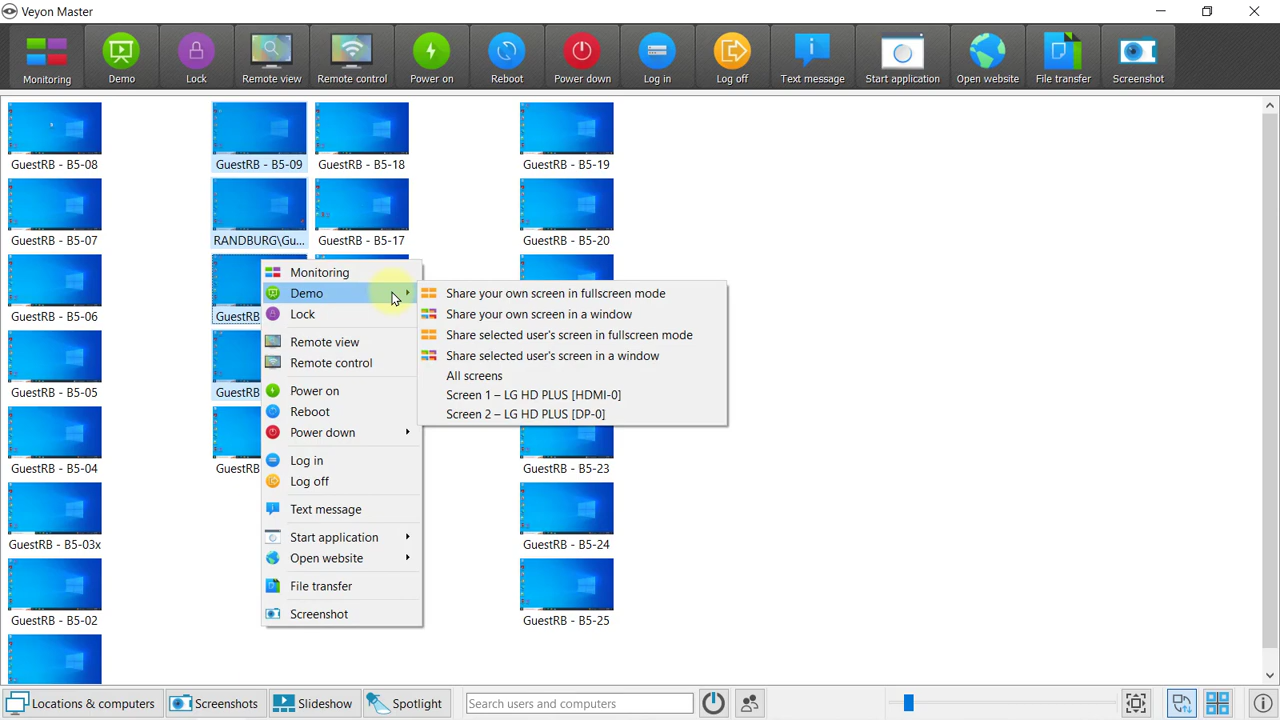 Veyon Master
Monitoring
Demo
Lock
Remote view
Remote control
Power on
Reboot
Power down
Log in
Log off
Text message
Start application
Open website
File transfer
Screenshot
GuestRB - B5-08
GuestRB - B5-09
GuestRB - B5-18
GuestRB - B5-19
GuestRB - B5-07
RANDBURG\Gu...
GuestRB - B5-17
GuestRB - B5-20
GuestRB - B5-06
GuestRB
GuestRB - B5-05
GuestRB
GuestRB - B5-04
GuestRB
GuestRB - B5-23
GuestRB - B5-03x
GuestRB - B5-24
GuestRB - B5-02
GuestRB - B5-25
Monitoring
Demo
Lock
Remote view
Remote control
Power on
Reboot
Power down
Log in
Log off
Text message
Start application
Open website
File transfer
Screenshot
Share your own screen in fullscreen mode
Share your own screen in a window
Share selected user's screen in fullscreen mode
Share selected user's screen in a window
All screens
Screen 1 – LG HD PLUS [HDMI-0]
Screen 2 – LG HD PLUS [DP-0]
Locations & computers
Screenshots
Slideshow
Spotlight
Search users and computers